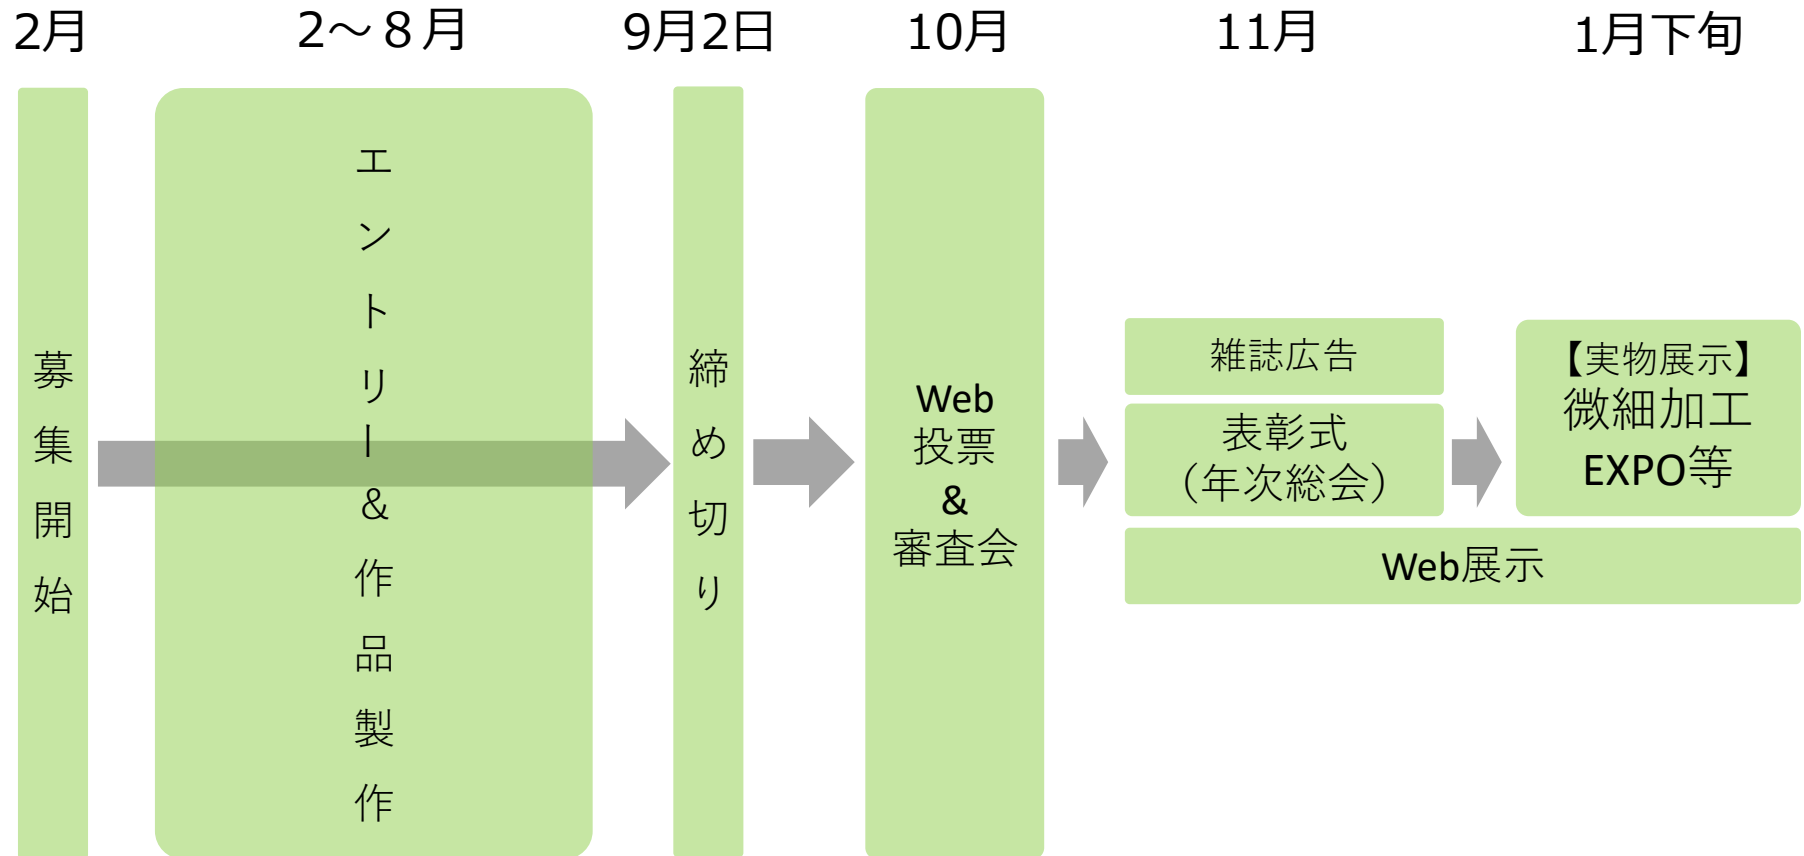 2月
2～８月
9月2日
10月
11月
1月下旬
募集開始
エントリー＆作品製作
締め切り
Web
投票
&
審査会
雑誌広告
表彰式
（年次総会）
【実物展示】
微細加工
EXPO等
Web展示